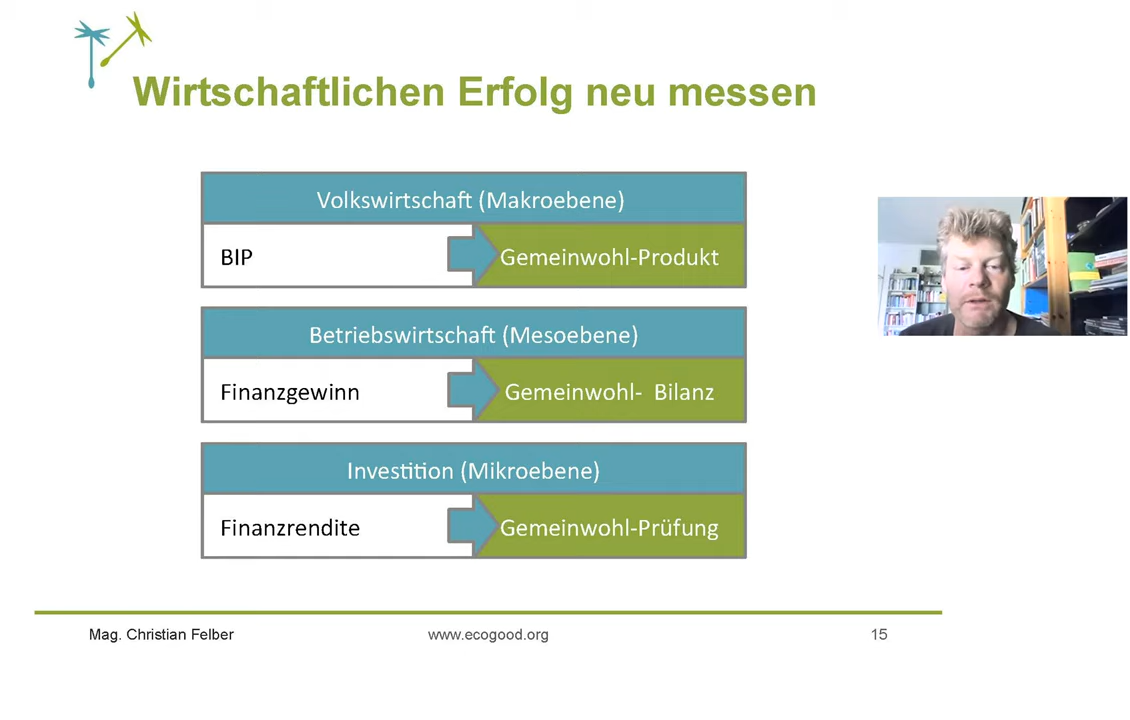 Wirtschaftlichen Erfolg neu messen
Volkswirtschaft (Makroebene)
BIP
Gemeinwohl-Produkt
Betriebswirtschaft (Mesoebene)
Finanzgewinn
Gemeinwohl-  Bilanz
Investition (Mikroebene)
Finanzrendite
Gemeinwohl-Prüfung
Mag. Christian Felber
www.ecogood.org
15